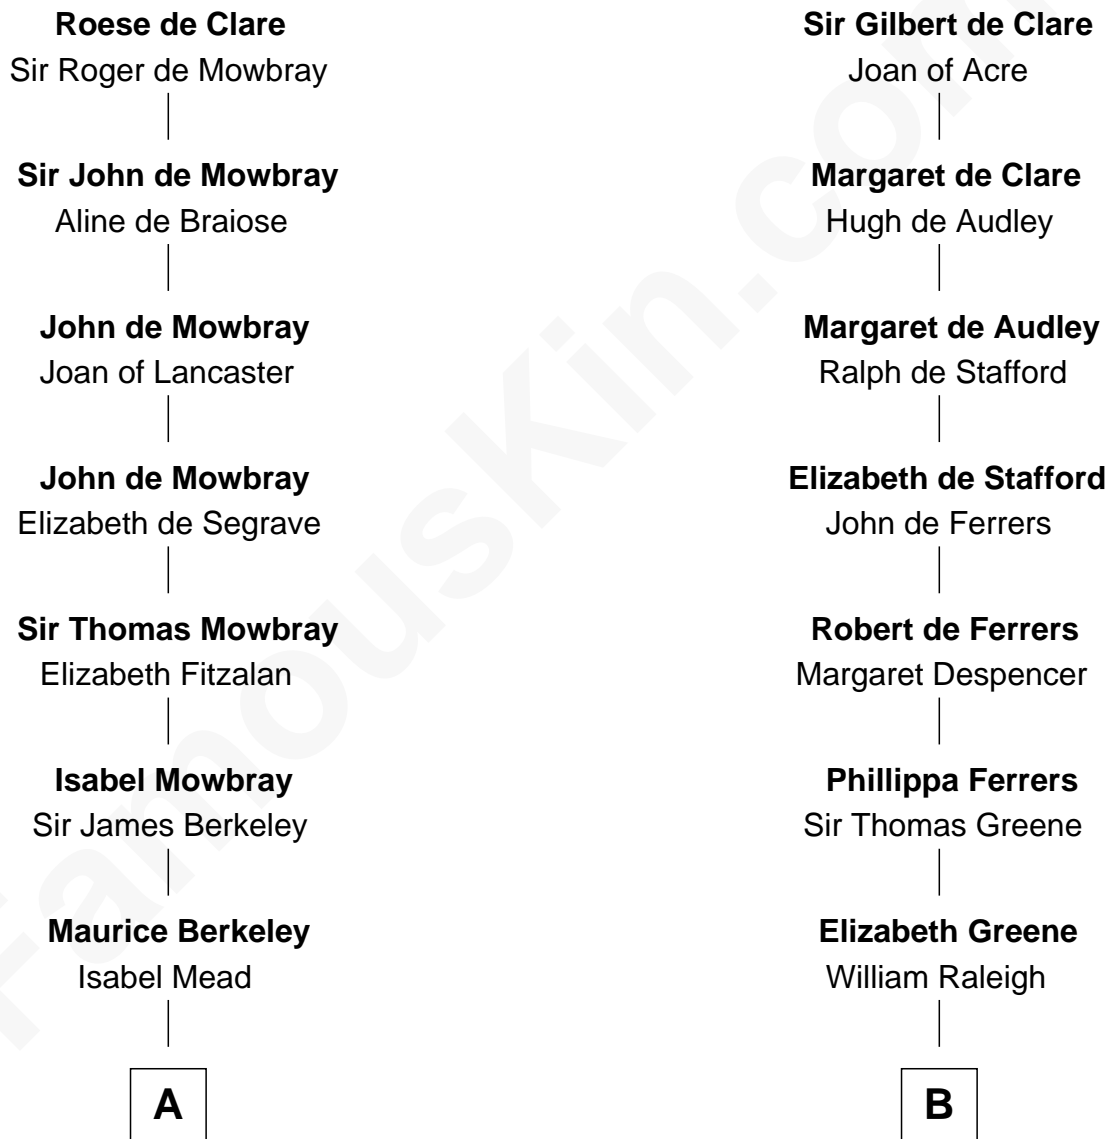 Roese de Clare
Sir Roger de Mowbray
Sir John de Mowbray
Aline de Braiose
John de Mowbray
Joan of Lancaster
John de Mowbray
Elizabeth de Segrave
Sir Thomas Mowbray
Elizabeth Fitzalan
Isabel Mowbray
Sir James Berkeley
Maurice Berkeley
Isabel Mead
A
Sir Gilbert de Clare
Joan of Acre
Margaret de Clare
Hugh de Audley
Margaret de Audley
Ralph de Stafford
Elizabeth de Stafford
John de Ferrers
Robert de Ferrers
Margaret Despencer
Phillippa Ferrers
Sir Thomas Greene
Elizabeth Greene
William Raleigh
B
FamousKin.com